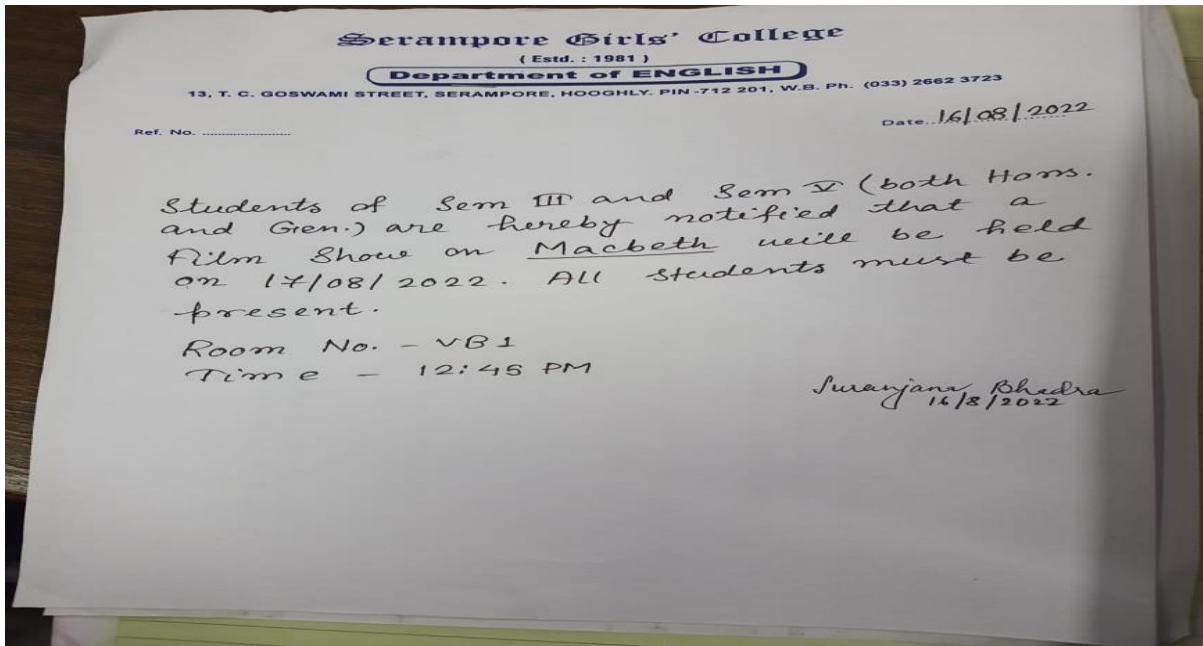 Serampore Girls' College
( Estd. : 1981 )
Department of ENGLISH
13, T. C. GOSWAMI STREET, SERAMPORE, HOOGHLY. PIN -712 201, W.B. Ph. (033) 2662 3723
Ref. No. ........................
Date..16/08/2022
Students of Sem III and Sem V (both Hons.
and Gen.) are hereby notified that a
Film Show on Macbeth will be held
on 17/08/2022. All students must be
present.
Room No. - VB1
Time - 12:45 PM
Suranjana Bhadra
16/8/2022